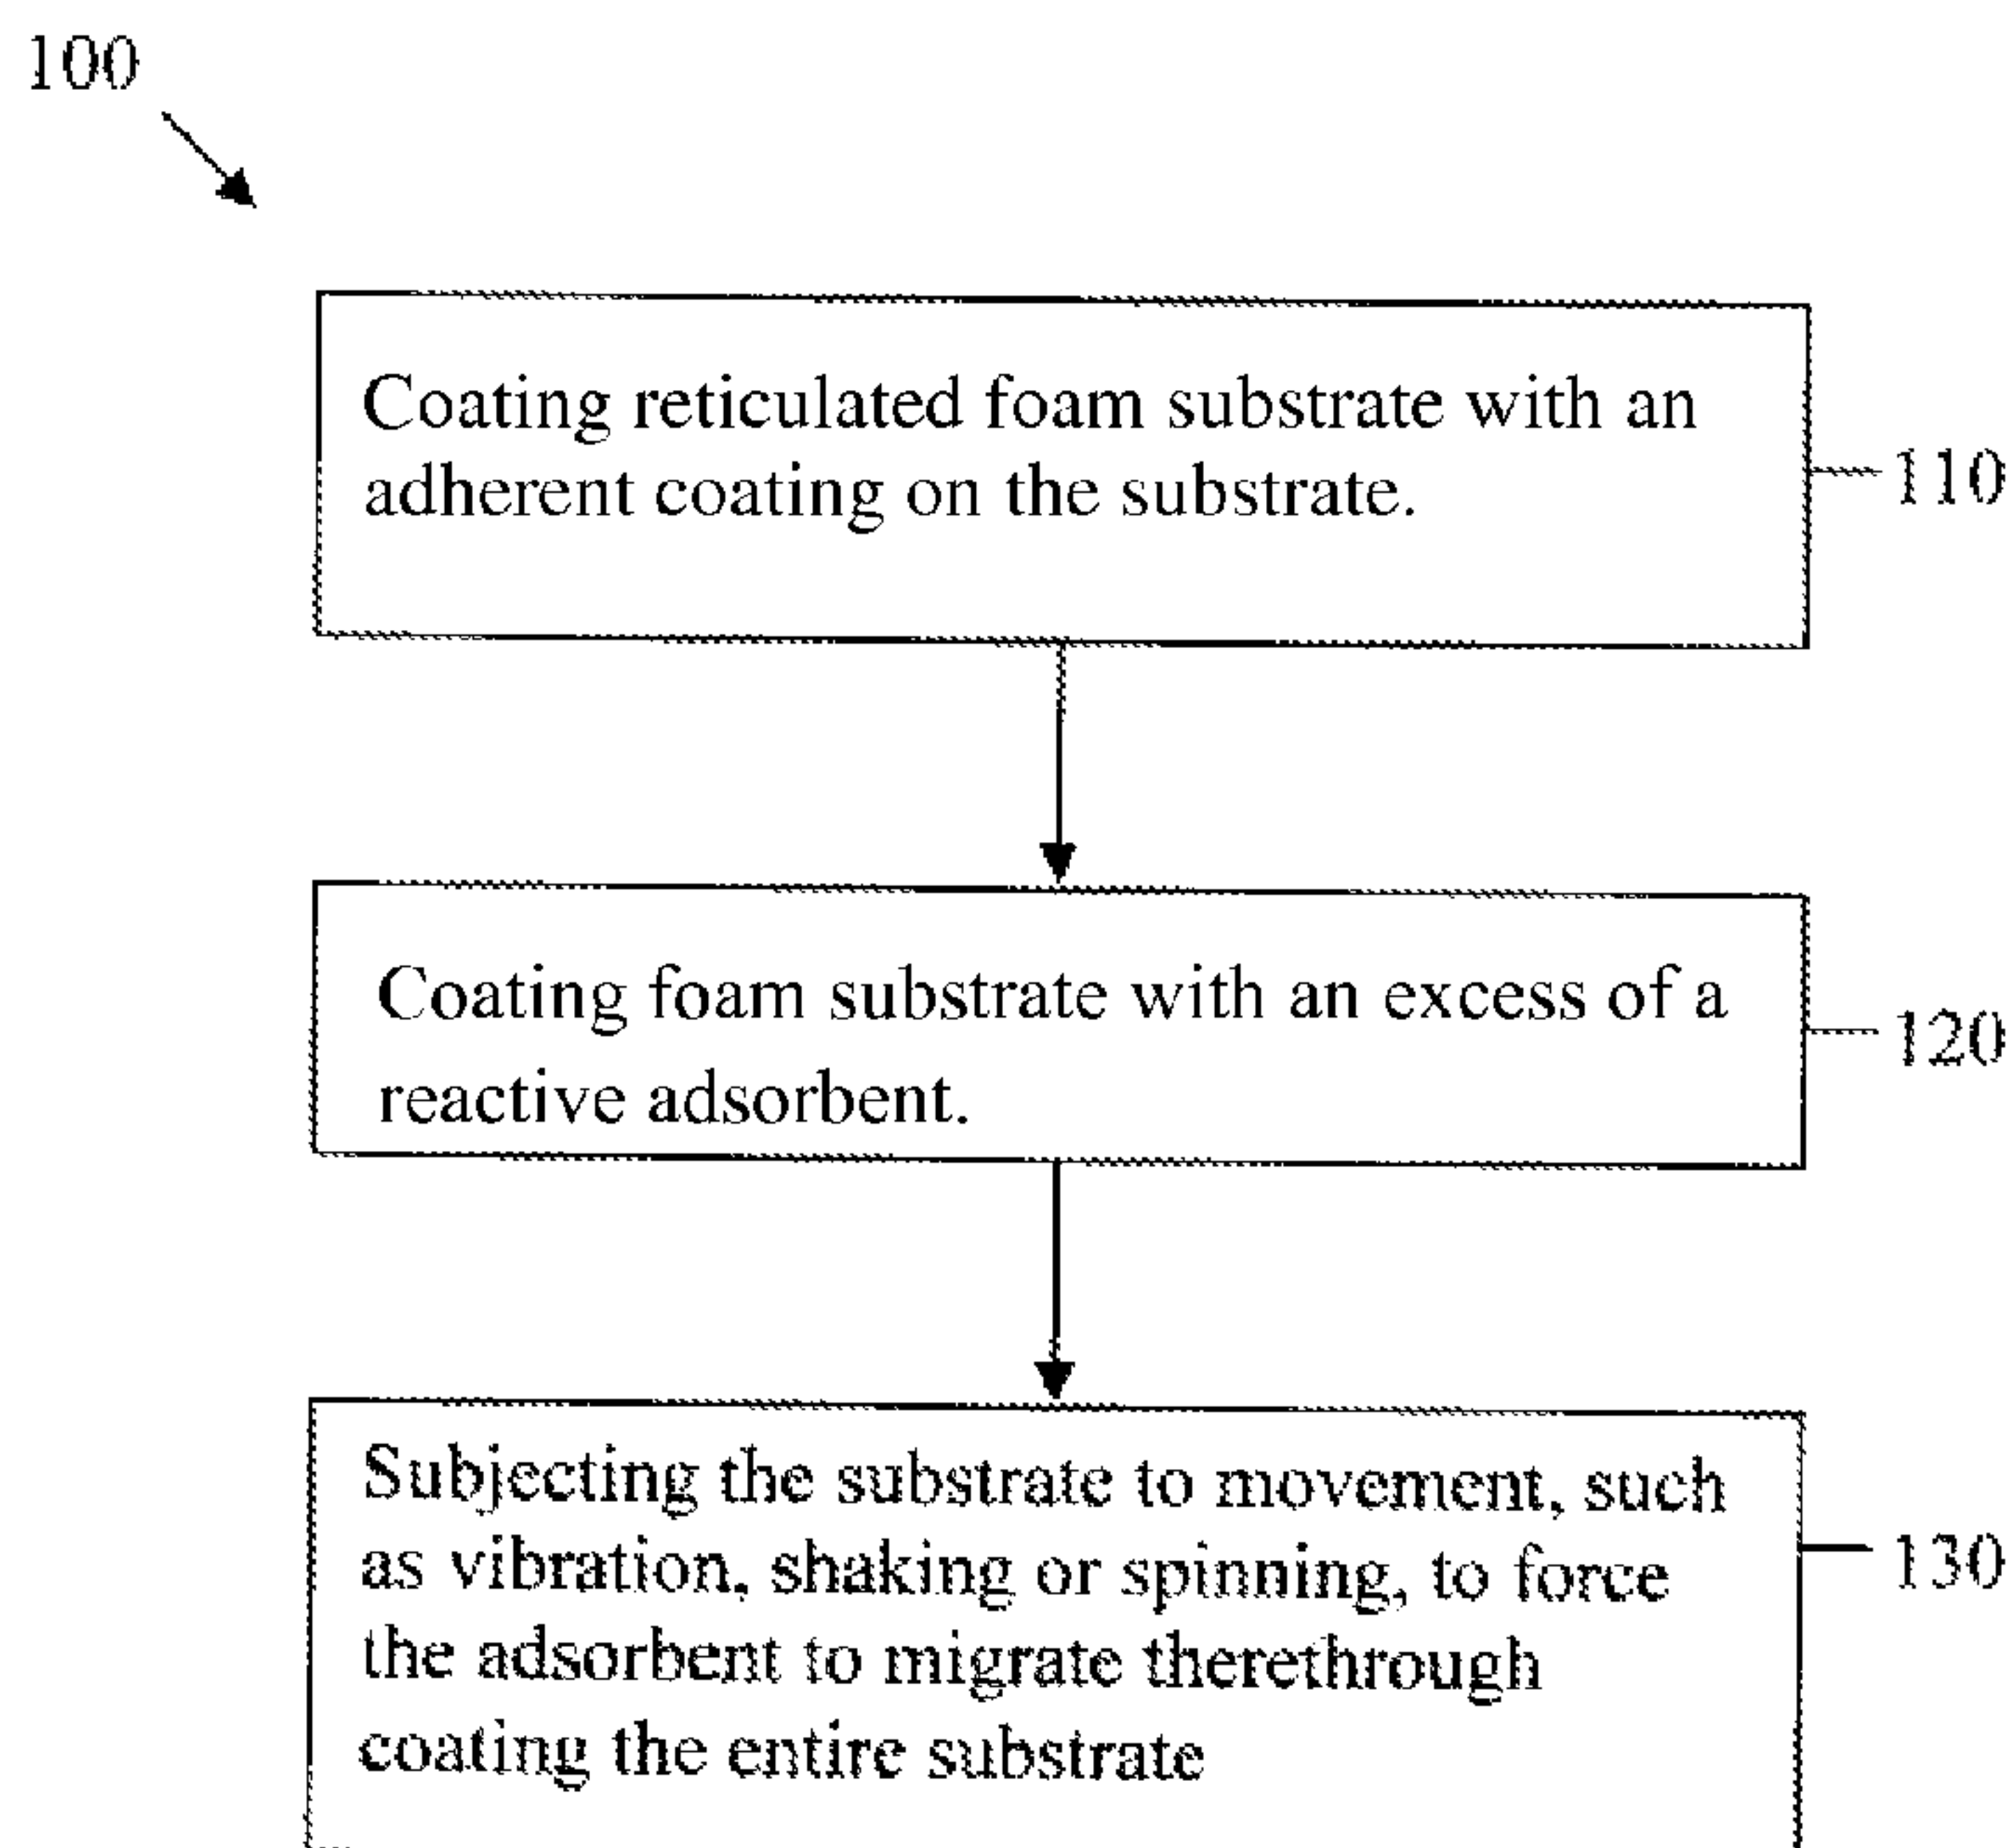 100
Coating reticulated foam substrate with an
adherent coating on the substrate.
110
Coating foam substrate with an excess of a
reactive adsorbent.
120
Subjecting the substrate to movement, such
as vibration, shaking or spinning, to force
the adsorbent to migrate therethrough
coating the entire substrate
130